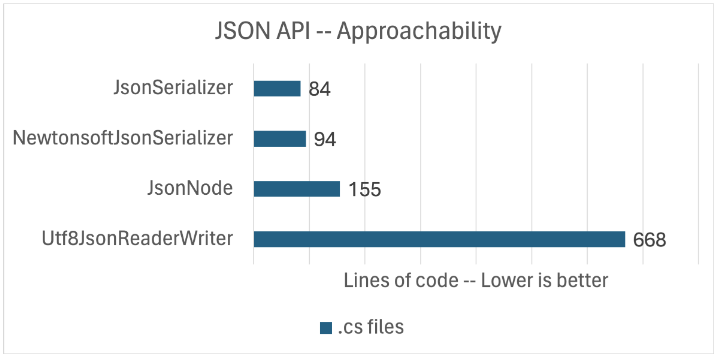 JSON API -- Approachability
JsonSerializer 84
NewtonsoftJsonSerializer 94
JsonNode 155
Utf8JsonReaderWriter 668
Lines of code -- Lower is better
.cs files